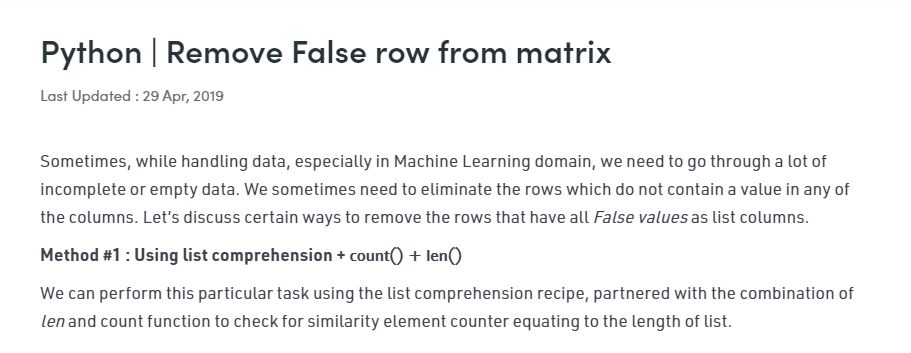 Python | Remove False row from matrix
Last Updated : 29 Apr, 2019
Sometimes, while handling data, especially in Machine Learning domain, we need to go through a lot of
incomplete or empty data. We sometimes need to eliminate the rows which do not contain a value in any of
the columns. Let's discuss certain ways to remove the rows that have all False values as list columns.
Method #1 : Using list comprehension + count() + len()
We can perform this particular task using the list comprehension recipe, partnered with the combination of
len and count function to check for similarity element counter equating to the length of list.